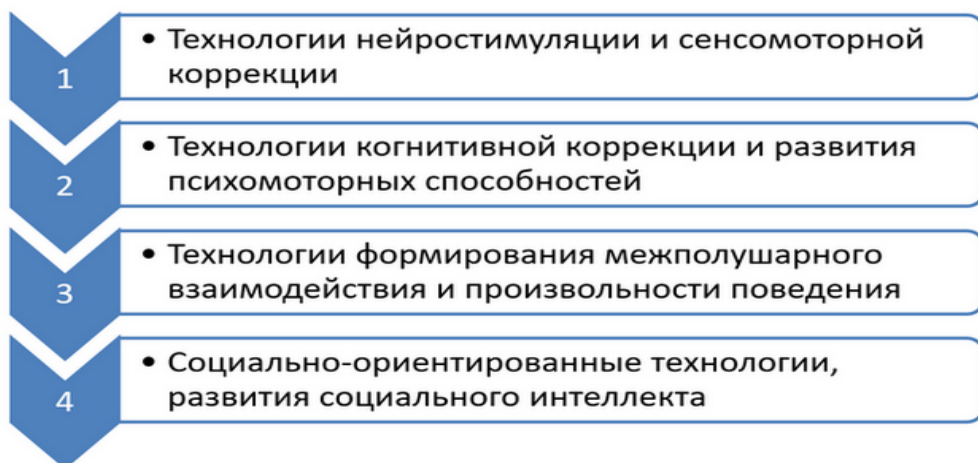 1
• Технологии нейростимуляции и сенсомоторной
коррекции
2
• Технологии когнитивной коррекции и развития
психомоторных способностей
3
• Технологии формирования межполушарного
взаимодействия и произвольности поведения
4
• Социально-ориентированные технологии,
развития социального интеллекта